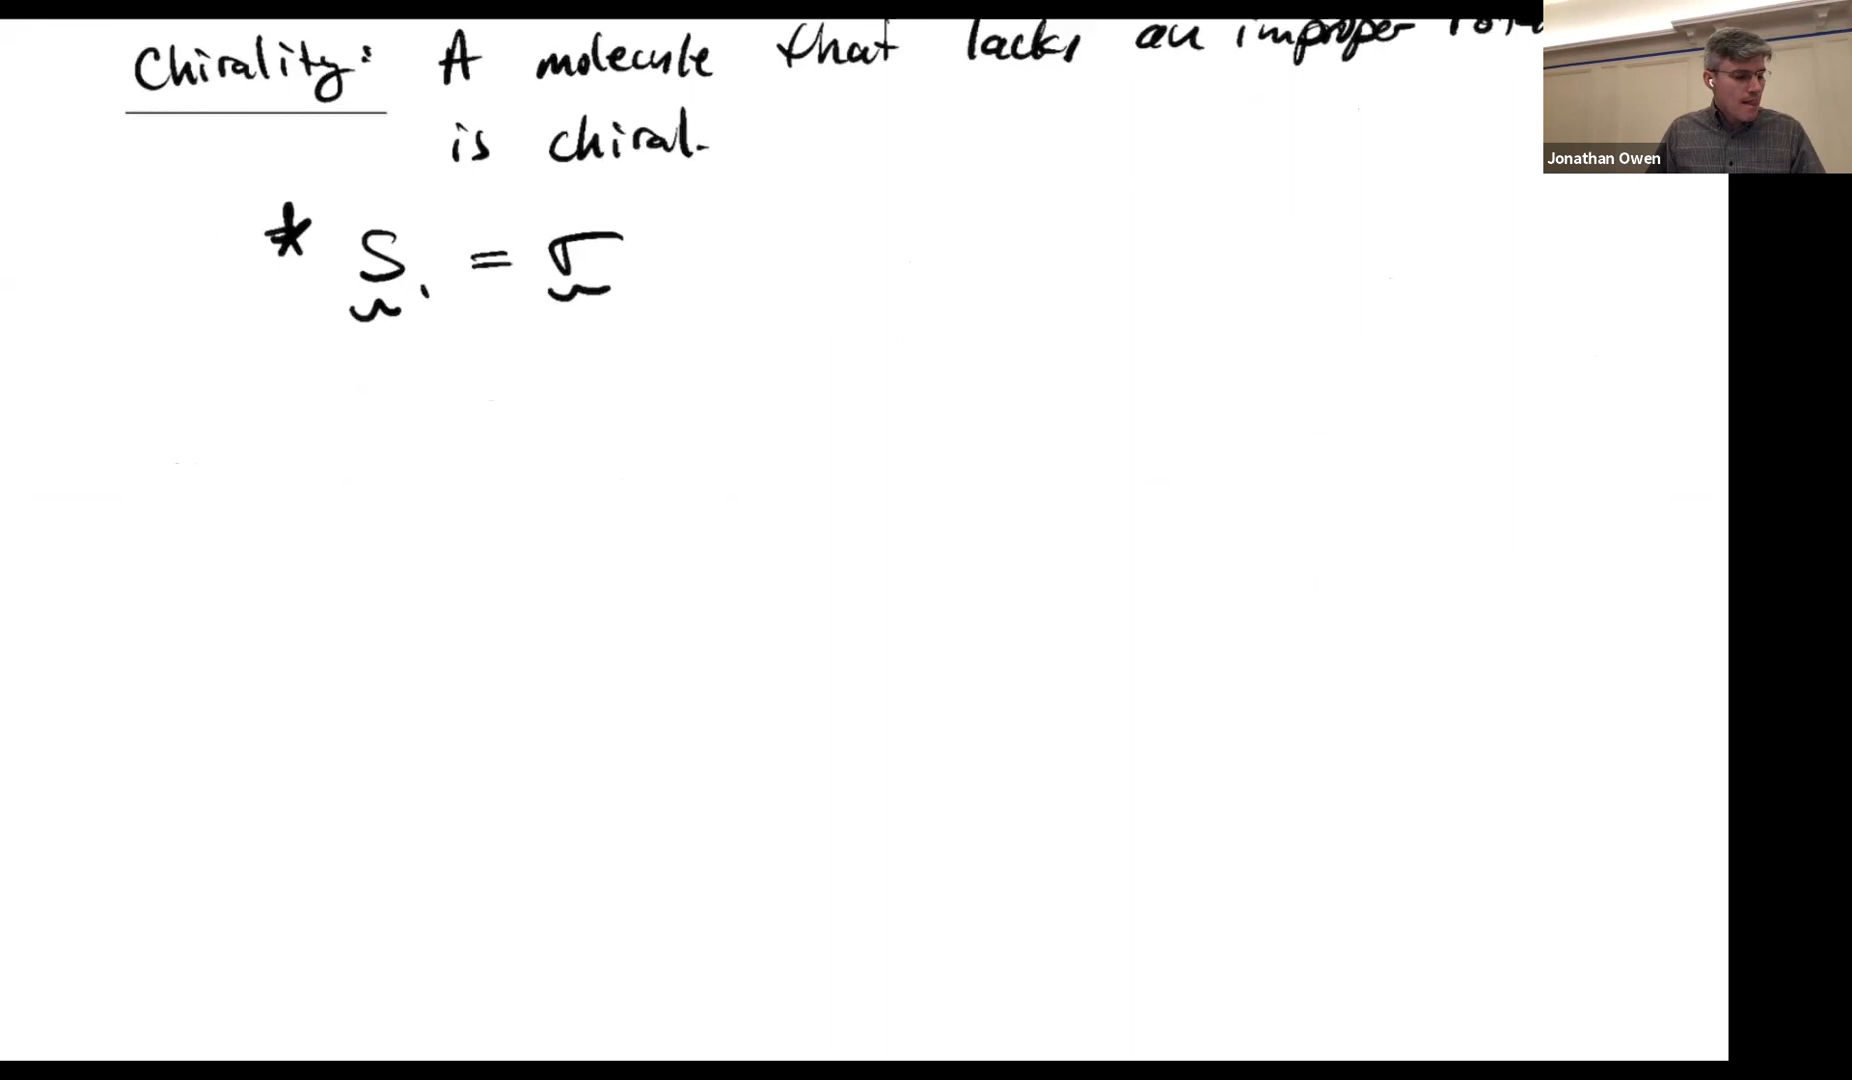 Chirality: A molecule that lacks an improper
is chiral.
* S₁ = σ
Jonathan Owen